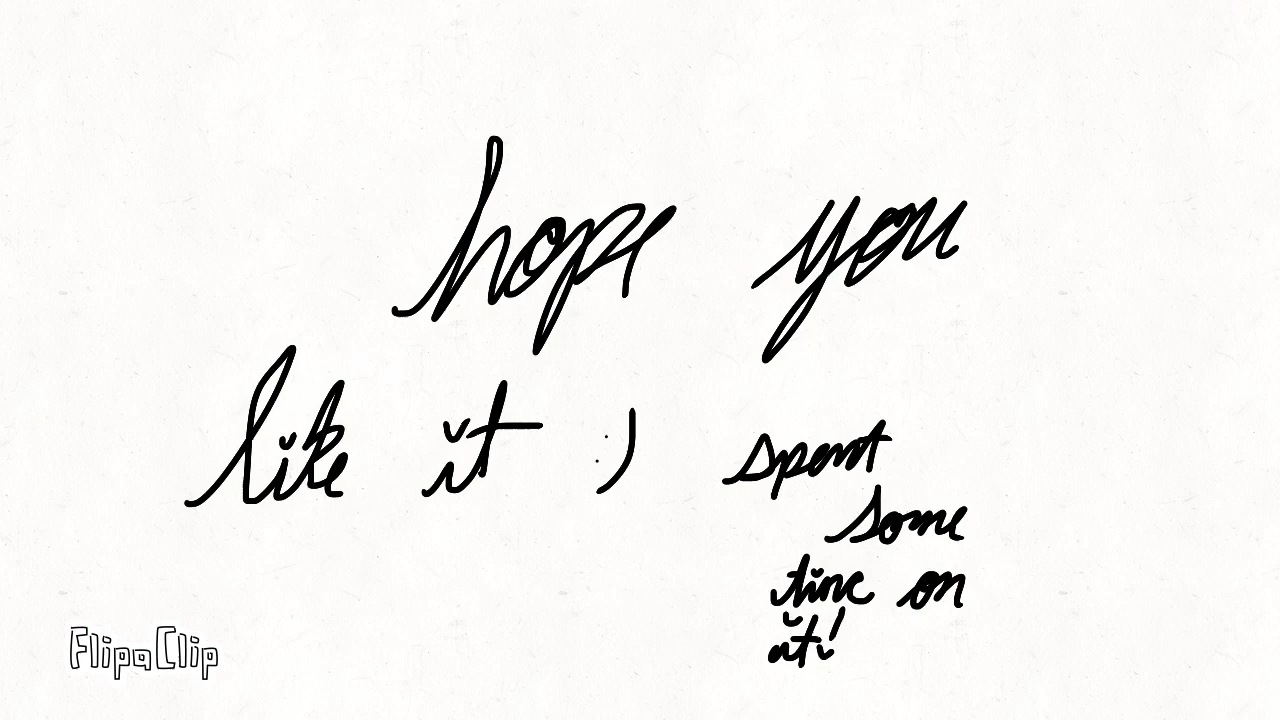 hope you
like it :)
spent
some
time on
it!
FlipaClip